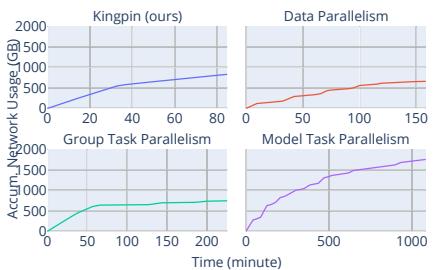 Kingpin (ours)
Data Parallelism
2000
1500
1000
500
0
0 20 40 60 80
0 50 100 150
Group Task Parallelism
Model Task Parallelism
2000
1500
1000
500
0
0 50 100 150 200
0 500 1000
Accum. Network Usage (GB)
Time (minute)